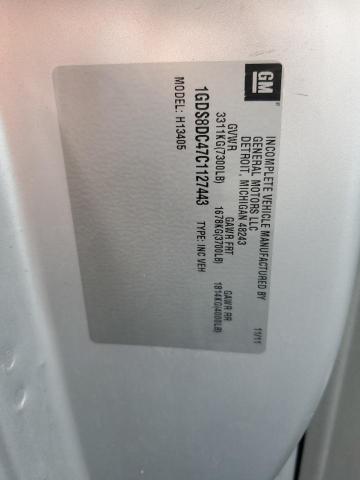 GM
INCOMPLETE VEHICLE MANUFACTURED BY
GENERAL MOTORS LLC
DETROIT, MICHIGAN 48243
11/11
GVWR GAWR FRT GAWR RR
3311KG(7300LB) 1678KG(3700LB) 1814KG(4000LB)
1GDS8DC47C1127443 TYPE: INC VEH
MODEL: H13405